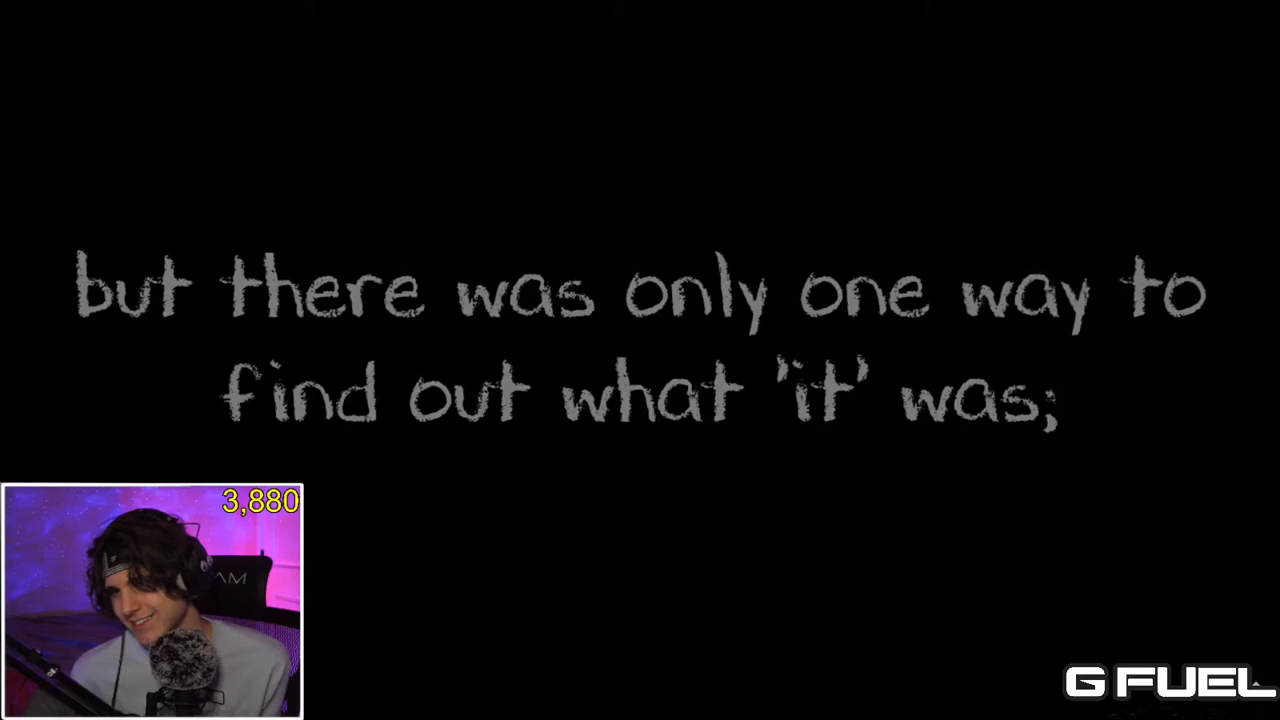 but there was only one way to
find out what 'it' was;
3,880
AM
G FUEL